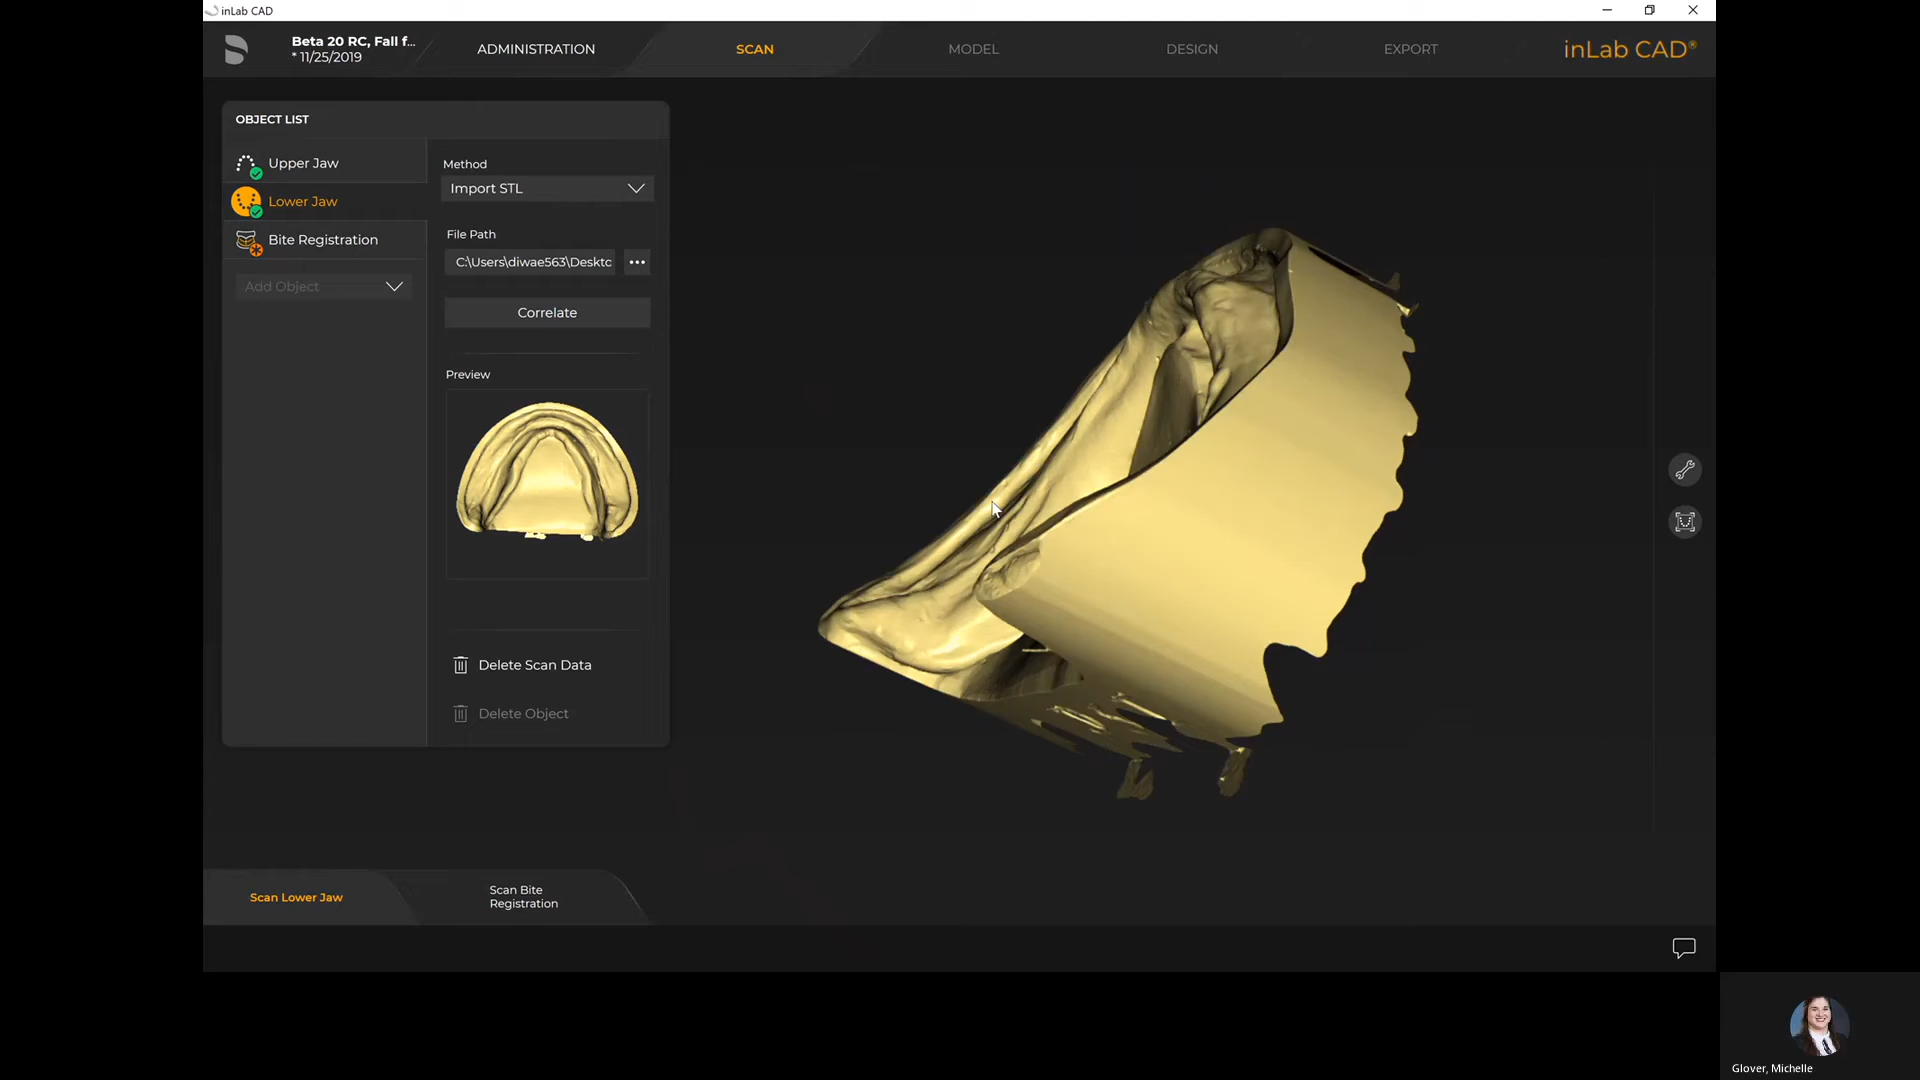 inLab CAD
Beta 20 RC, Fall f...
* 11/25/2019
ADMINISTRATION
SCAN
MODEL
DESIGN
EXPORT
inLab CAD®
OBJECT LIST
Upper Jaw
Lower Jaw
Bite Registration
Add Object
Method
Import STL
File Path
C:\Users\diwae563\Desktc
...
Correlate
Preview
Delete Scan Data
Delete Object
Scan Lower Jaw
Scan Bite
Registration
Glover, Michelle